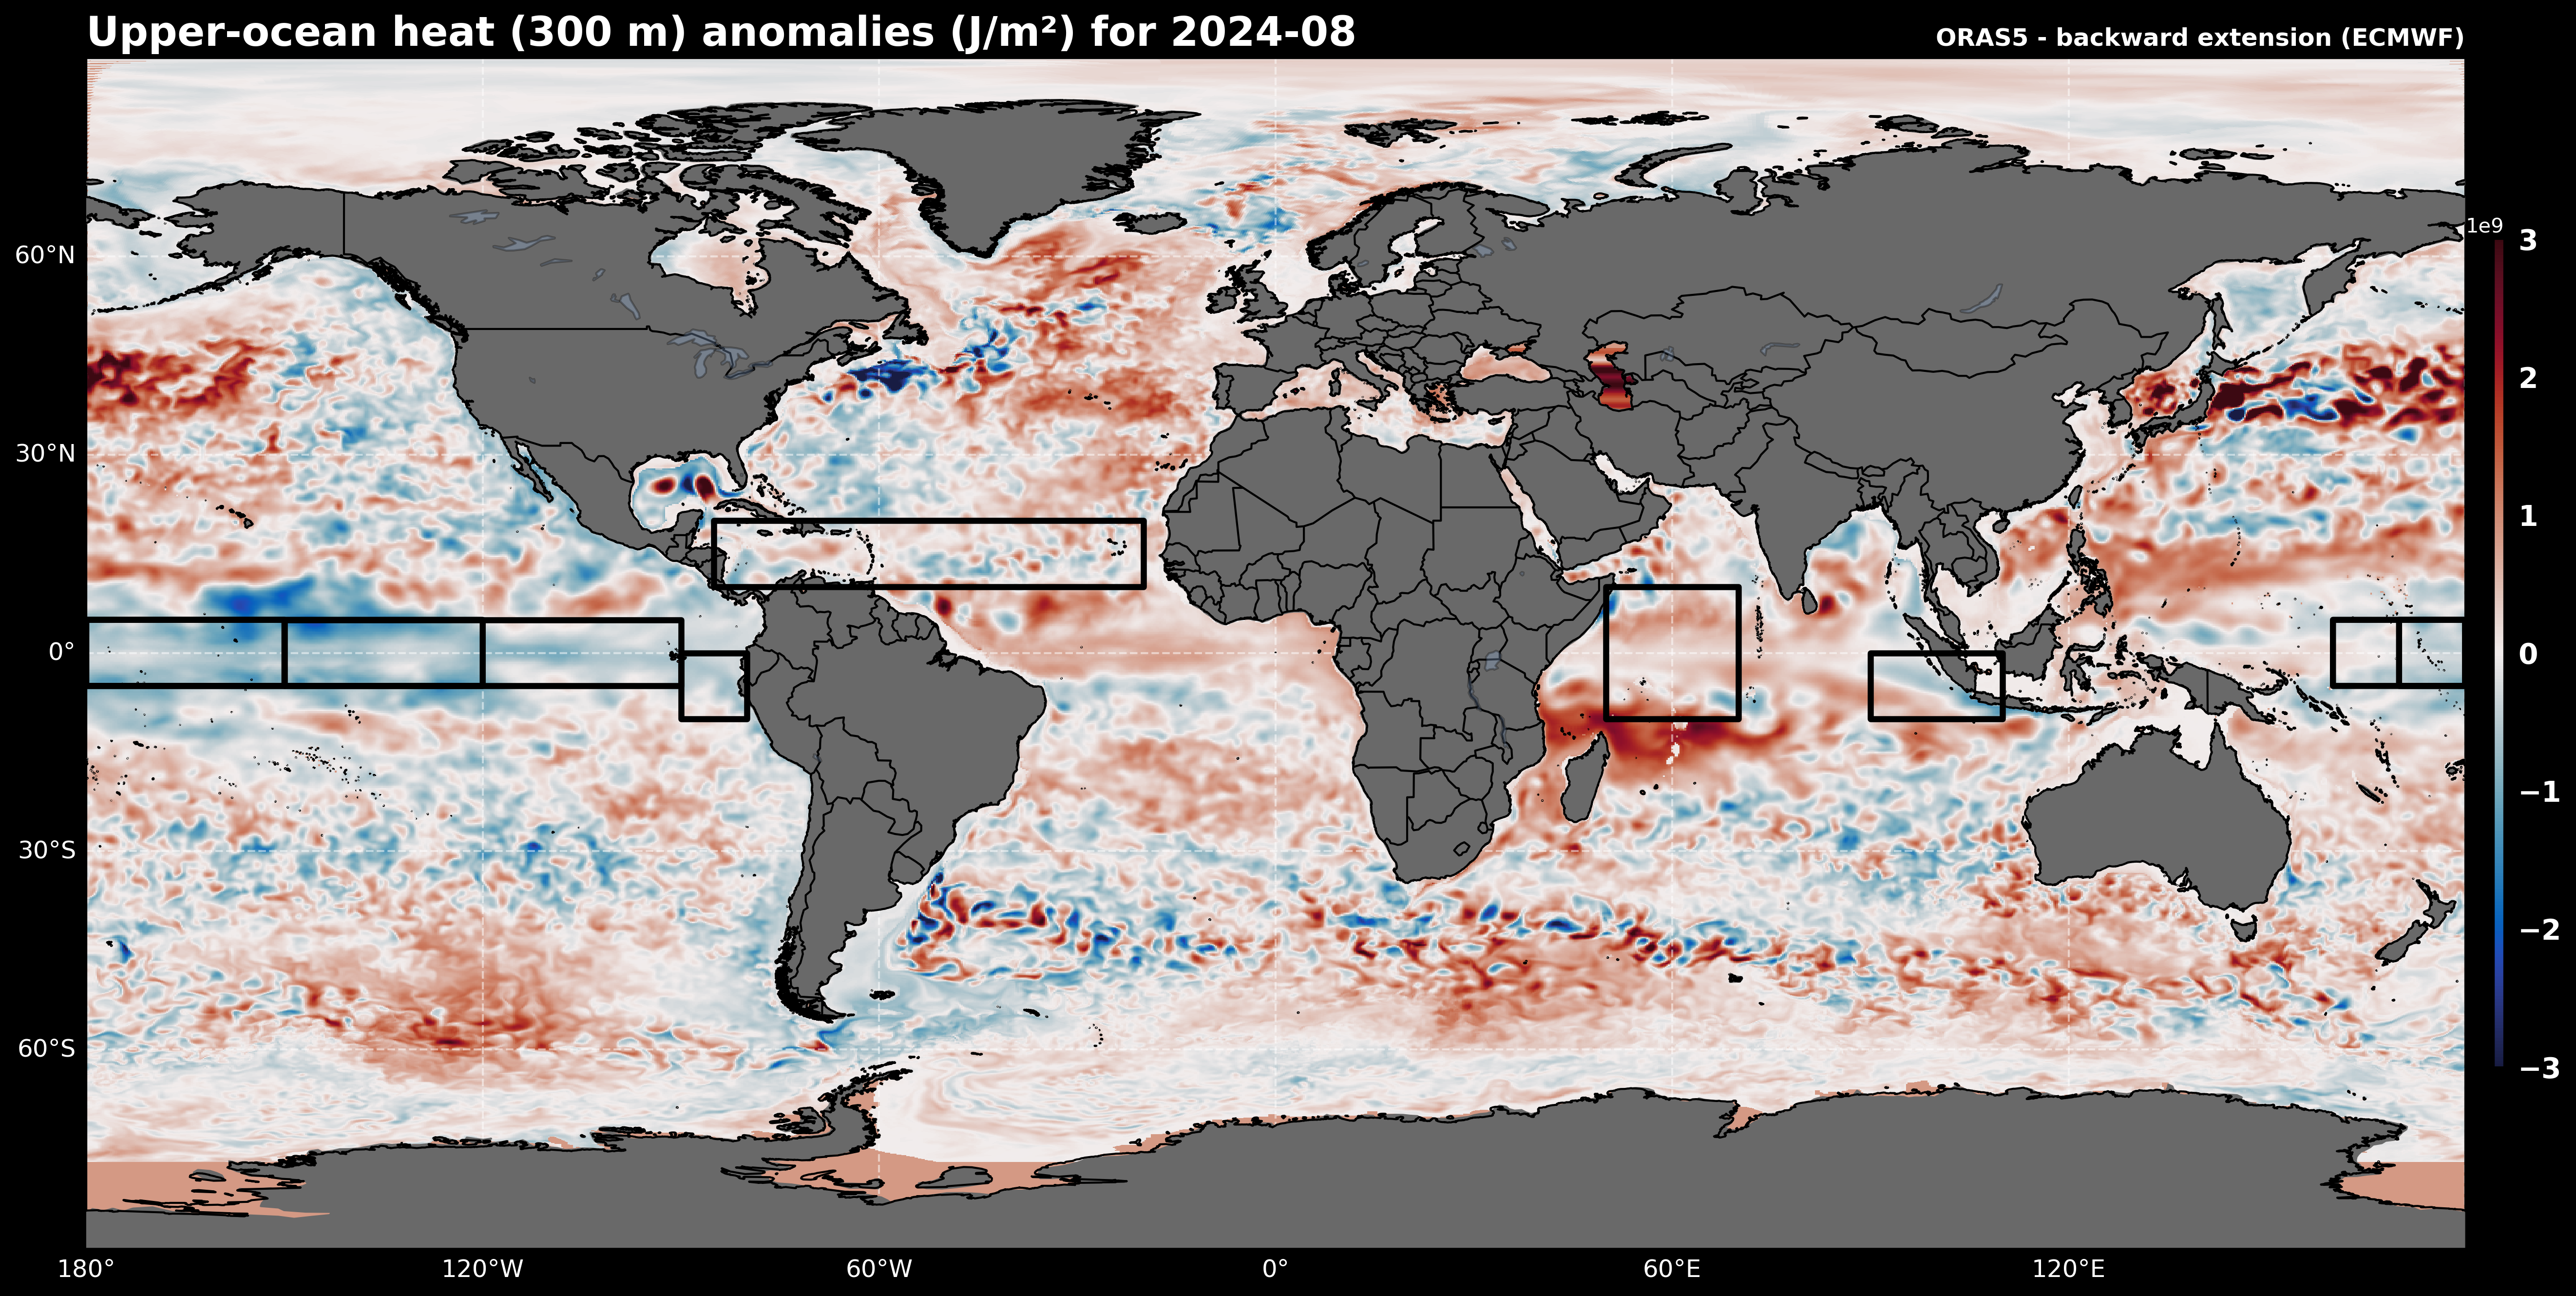 Upper-ocean heat (300 m) anomalies (J/m²) for 2024-08
ORAS5 - backward extension (ECMWF)
1e9
3
2
1
0
−1
−2
−3
60°N
30°N
0°
30°S
60°S
180°
120°W
60°W
0°
60°E
120°E